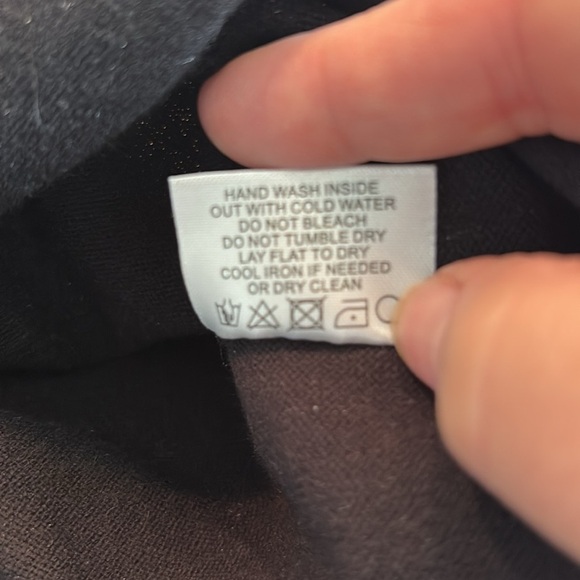 HAND WASH INSIDE
OUT WITH COLD WATER
DO NOT BLEACH
DO NOT TUMBLE DRY
LAY FLAT TO DRY
COOL IRON IF NEEDED
OR DRY CLEAN